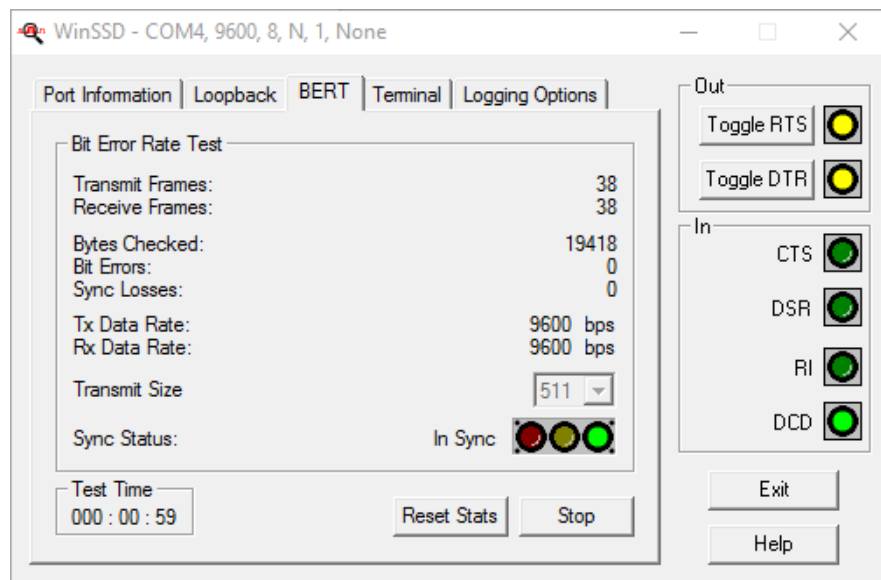 WinSSD - COM4, 9600, 8, N, 1, None
Port Information Loopback BERT Terminal Logging Options
Bit Error Rate Test
Transmit Frames: 38
Receive Frames: 38
Bytes Checked: 19418
Bit Errors: 0
Sync Losses: 0
Tx Data Rate: 9600 bps
Rx Data Rate: 9600 bps
Transmit Size 511
Sync Status: In Sync
Test Time
000 : 00 : 59
Reset Stats Stop
Out
Toggle RTS
Toggle DTR
In
CTS
DSR
RI
DCD
Exit
Help